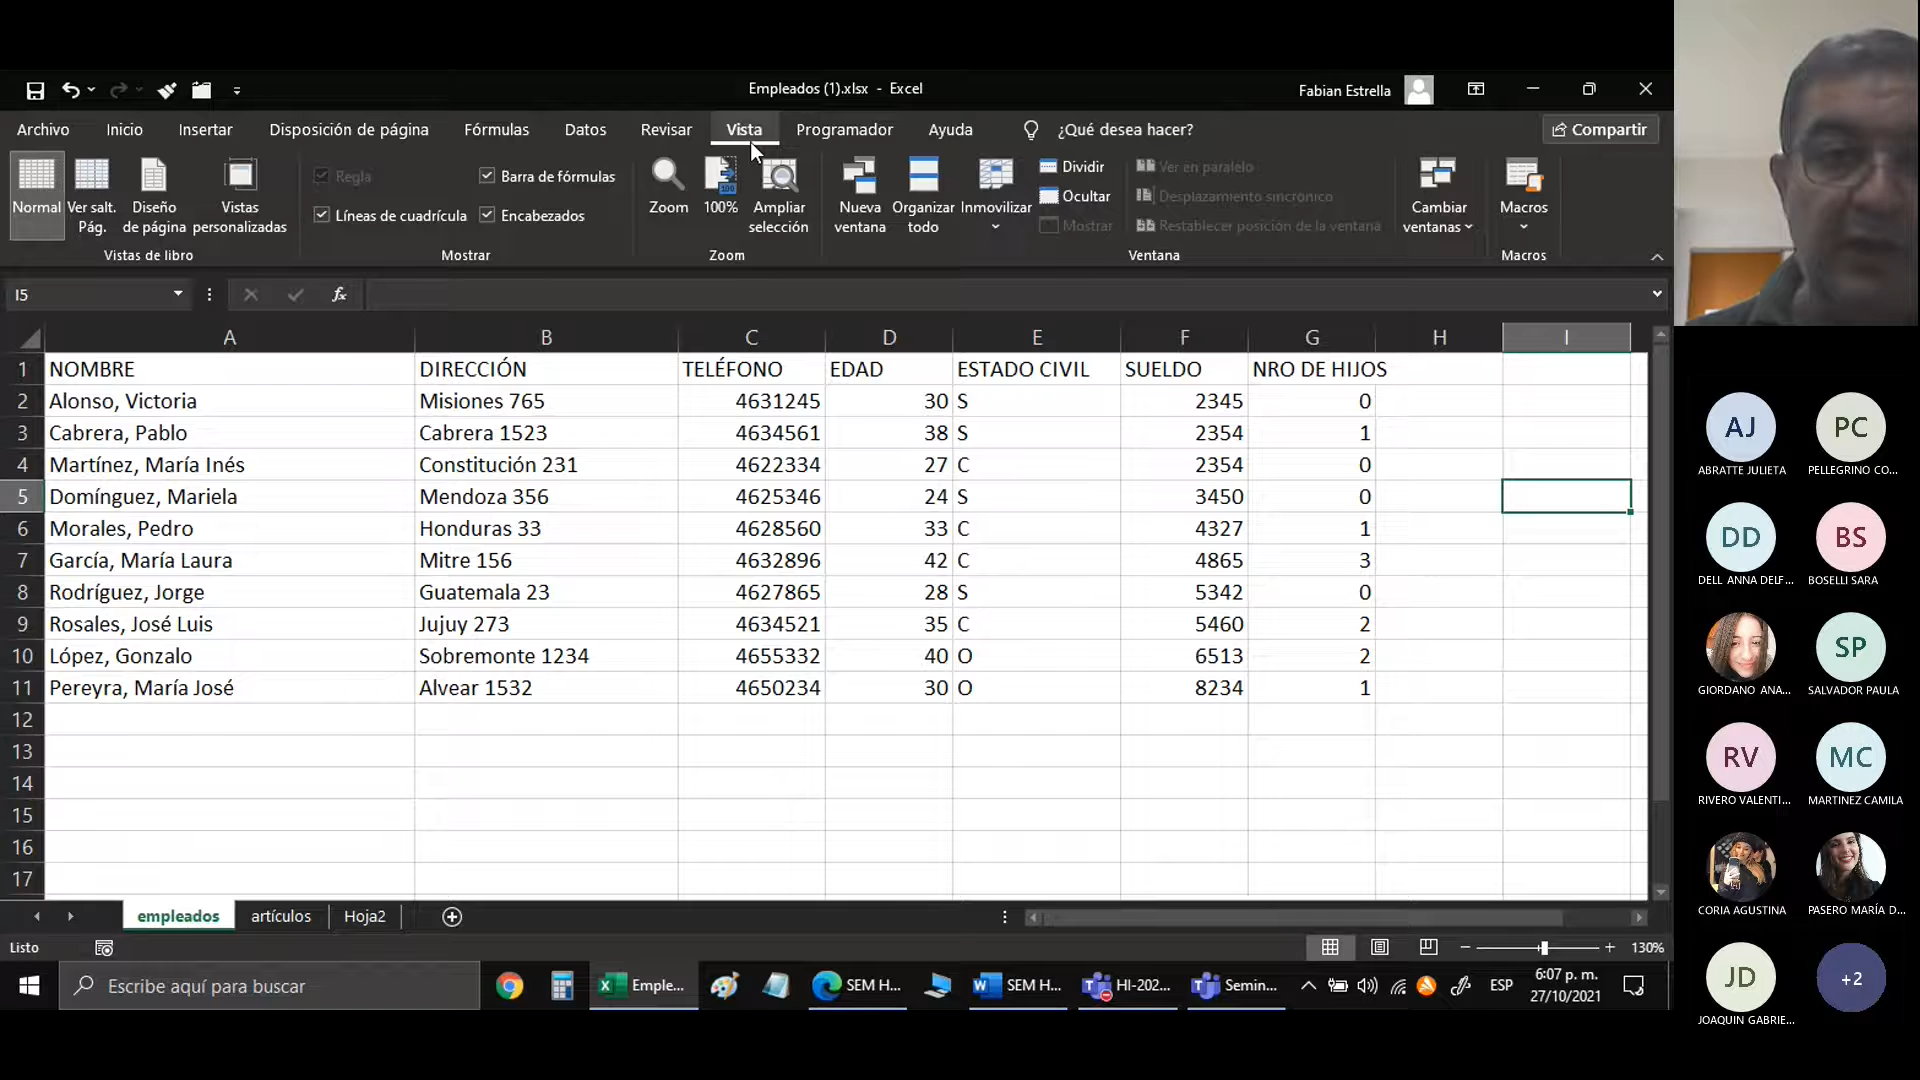 Empleados (1).xlsx - Excel
Fabian Estrella
Archivo Inicio Insertar Disposición de página Fórmulas Datos Revisar Vista Programador Ayuda ¿Qué desea hacer? Compartir
Normal
Ver salt. Pág.
Diseño de página
Vistas personalizadas
Vistas de libro
Regla
Barra de fórmulas
Líneas de cuadrícula
Encabezados
Mostrar
Zoom
100
100%
Ampliar selección
Zoom
Nueva ventana
Organizar todo
Inmovilizar
Dividir
Ocultar
Mostrar
Ver en paralelo
Desplazamiento sincrónico
Restablecer posición de la ventana
Cambiar ventanas
Ventana
Macros
Macros
I5
fx
A B C D E F G H I
1 NOMBRE DIRECCIÓN TELÉFONO EDAD ESTADO CIVIL SUELDO NRO DE HIJOS
2 Alonso, Victoria Misiones 765 4631245 30 S 2345 0
3 Cabrera, Pablo Cabrera 1523 4634561 38 S 2354 1
4 Martínez, María Inés Constitución 231 4622334 27 C 2354 0
5 Domínguez, Mariela Mendoza 356 4625346 24 S 3450 0
6 Morales, Pedro Honduras 33 4628560 33 C 4327 1
7 García, María Laura Mitre 156 4632896 42 C 4865 3
8 Rodríguez, Jorge Guatemala 23 4627865 28 S 5342 0
9 Rosales, José Luis Jujuy 273 4634521 35 C 5460 2
10 López, Gonzalo Sobremonte 1234 4655332 40 O 6513 2
11 Pereyra, María José Alvear 1532 4650234 30 O 8234 1
12
13
14
15
16
17
empleados artículos Hoja2
Listo
130%
Escribe aquí para buscar
Emple...
SEM H...
SEM H...
HI-202...
Semin...
ESP
6:07 p. m.
27/10/2021
AJ PC
ABRATTE JULIETA PELLEGRINO CO...
DD BS
DELL ANNA DELF... BOSELLI SARA
SP
GIORDANO ANA... SALVADOR PAULA
RV MC
RIVERO VALENTI... MARTINEZ CAMILA
CORIA AGUSTINA PASERO MARÍA D...
JD +2
JOAQUIN GABRIE...